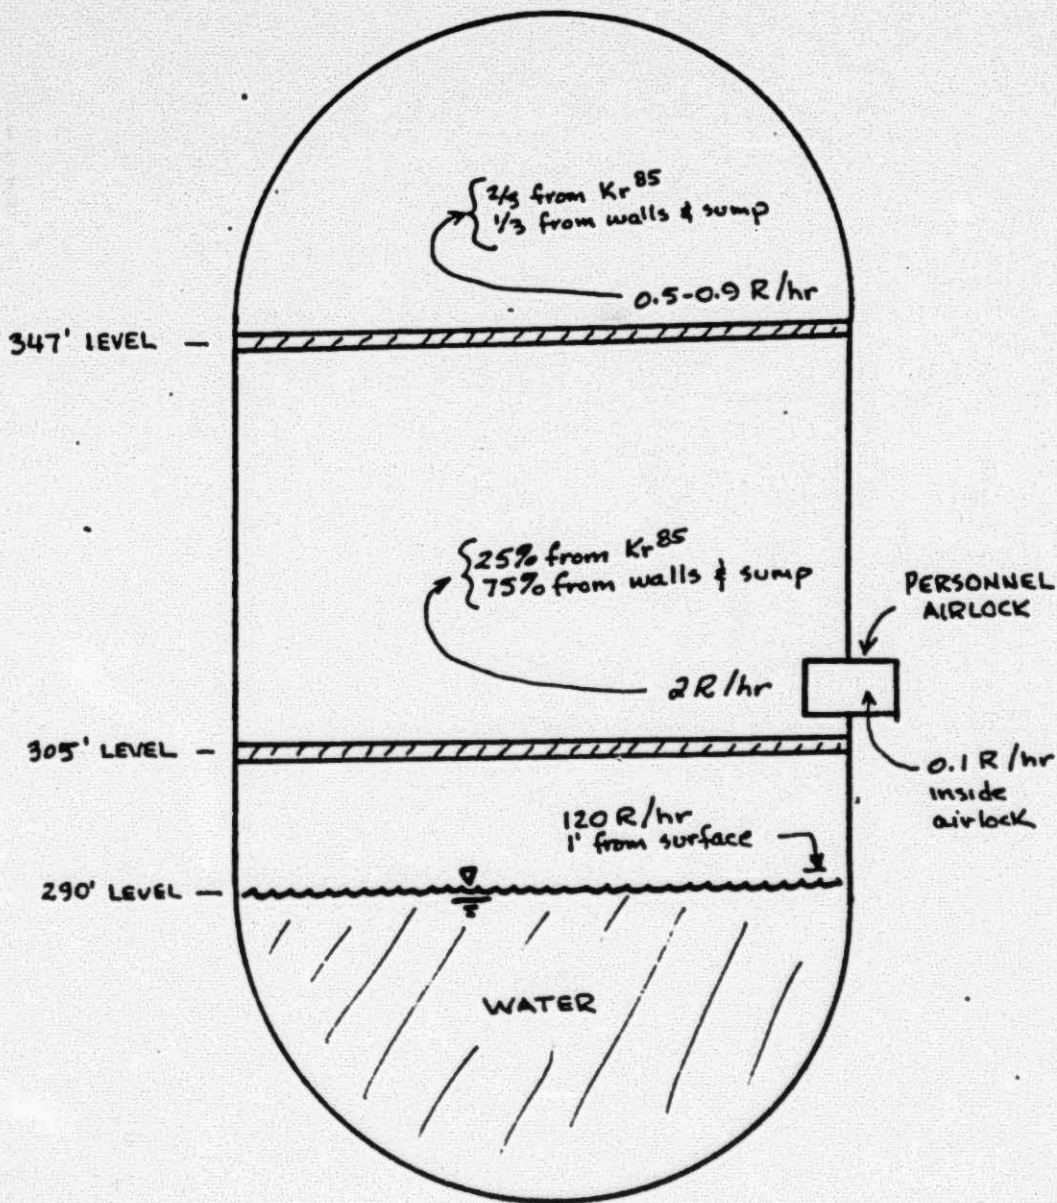 2/3 from Kr85
1/3 from walls & sump
0.5-0.9 R/hr
347' LEVEL
25% from Kr85
75% from walls & sump
PERSONNEL
AIRLOCK
2 R/hr
305' LEVEL
0.1 R/hr
inside
airlock
120 R/hr
1' from surface
290' LEVEL
WATER